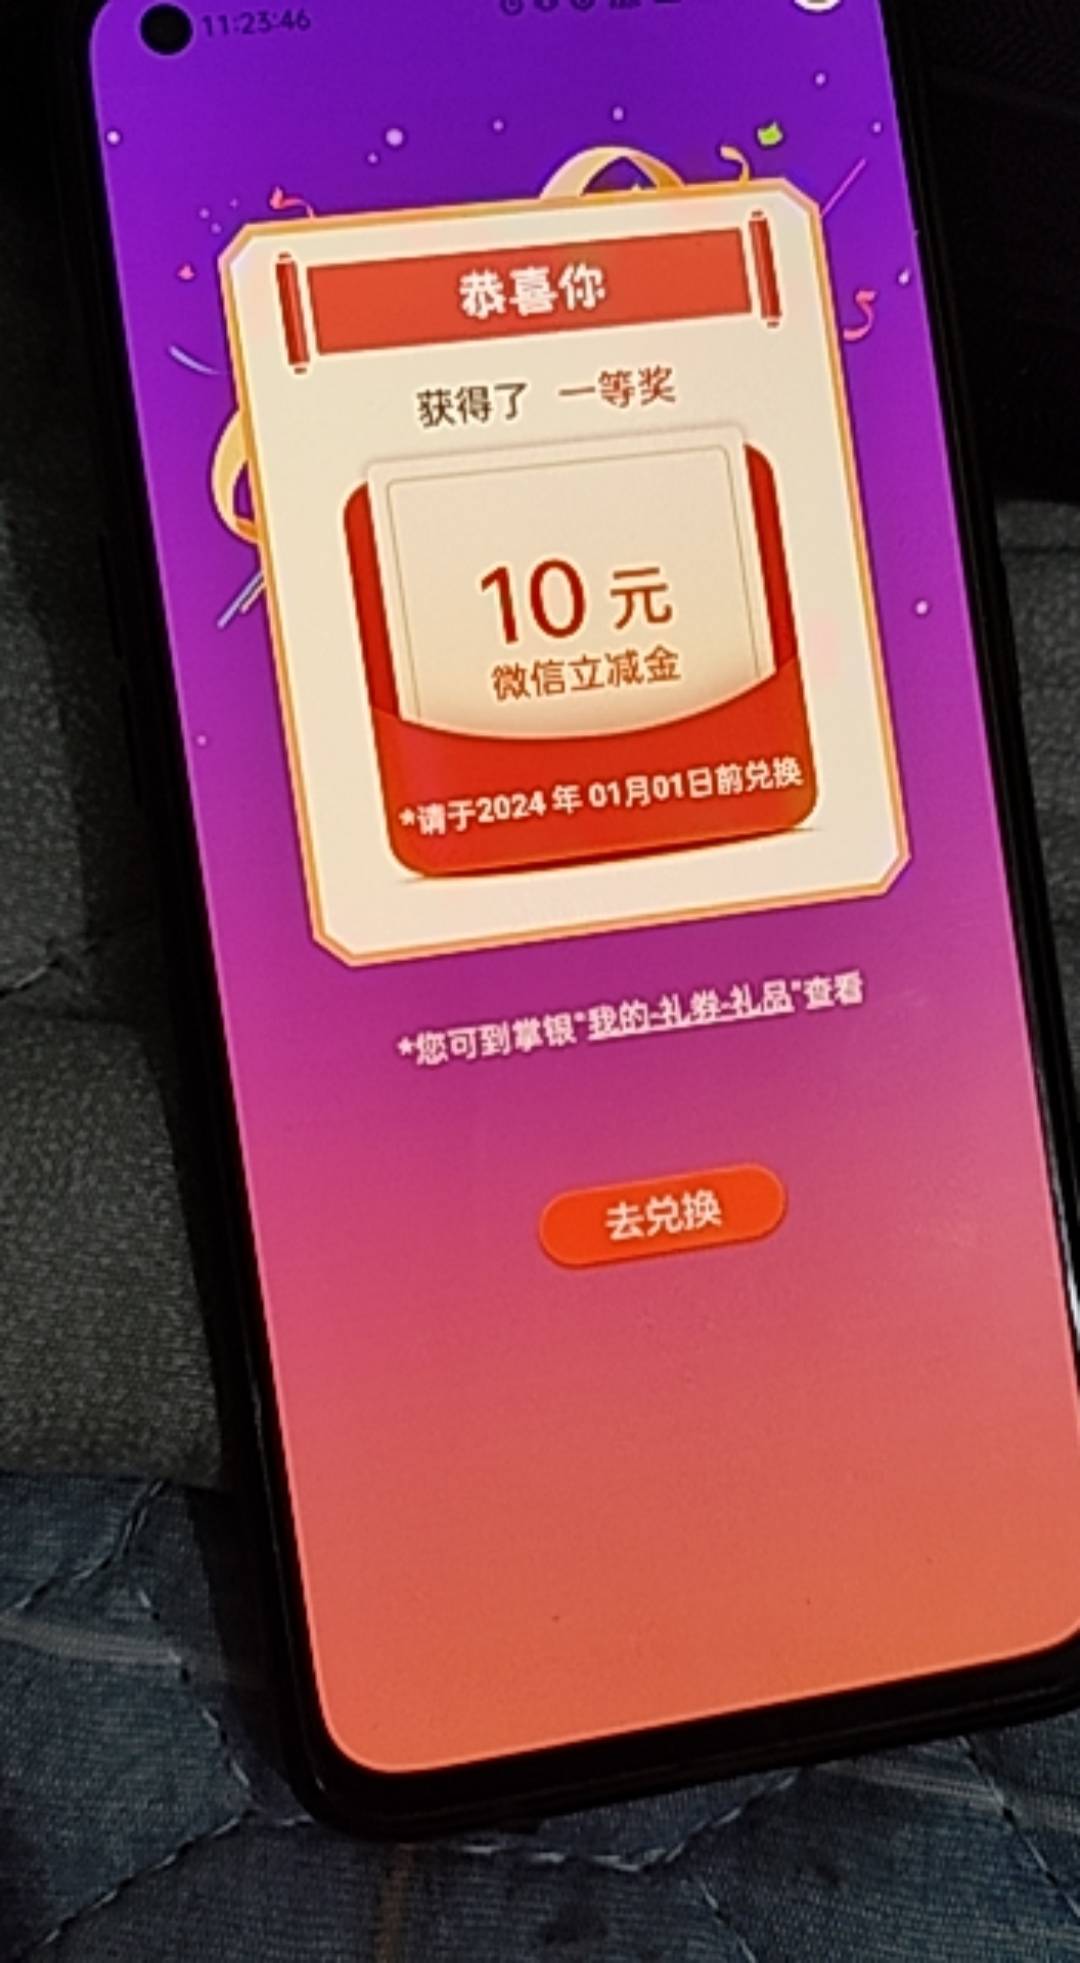 11:23:46
恭喜你
获得了 一等奖
10元
微信立减金
*请于2024年01月01日前兑换
*您可到掌银"我的-礼券-礼品"查看
去兑换